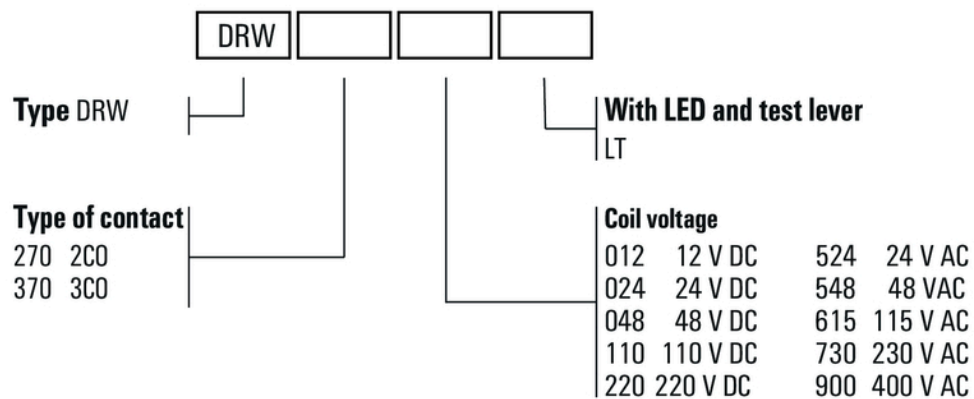 DRW
Type DRW
With LED and test lever
LT
Type of contact
270 2CO
370 3CO
Coil voltage
012 12 V DC 524 24 V AC
024 24 V DC 548 48 VAC
048 48 V DC 615 115 V AC
110 110 V DC 730 230 V AC
220 220 V DC 900 400 V AC